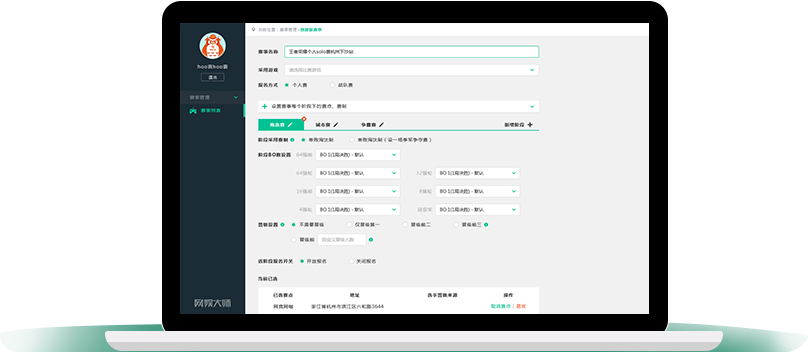 当前位置：赛事管理 › 创建新赛事
hoo言hoo语
退出
赛事管理
赛事列表
赛事名称 王者荣耀个人solo赛杭州下沙站
采用游戏 请选择比赛游戏
报名方式 个人赛 战队赛
设置赛事每个阶段下的赛点、赛制
海选赛 城市赛 争霸赛 新增阶段
阶段采用赛制 单败淘汰制 单败淘汰制（设一场季军争夺赛）
阶段BO数设置 64强前 BO 1(1局决胜) - 默认
64强轮 BO 1(1局决胜) - 默认 32强轮 BO 1(1局决胜) - 默认
16强轮 BO 1(1局决胜) - 默认 8强轮 BO 1(1局决胜) - 默认
4强轮 BO 1(1局决胜) - 默认 冠亚军 BO 1(1局决胜) - 默认
晋级设置 不需要晋级 仅晋级第一 晋级前二 晋级前三
晋级前 自定义晋级人数
该阶段报名开关 开放报名 关闭报名
当前已选
已选赛点 地址 选手晋级来源 操作
网竞网咖 浙江省杭州市滨江区六和路3644 取消赛点
网娱大师